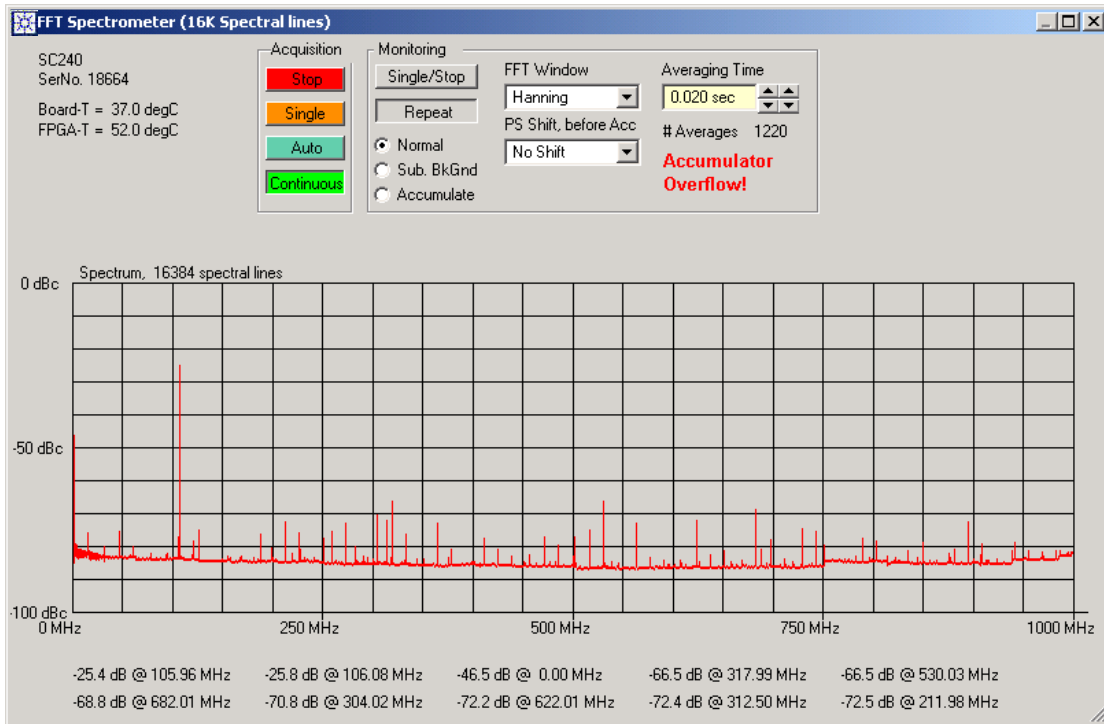 FFT Spectrometer (16K Spectral lines)
SC240
SerNo. 18664
Board-T = 37.0 degC
FPGA-T = 52.0 degC
Acquisition
Stop
Single
Auto
Continuous
Monitoring
Single/Stop
Repeat
Normal
Sub. BkGnd
Accumulate
FFT Window
Hanning
PS Shift, before Acc
No Shift
Averaging Time
0.020 sec
# Averages 1220
Accumulator
Overflow!
Spectrum, 16384 spectral lines
0 dBc
-50 dBc
-100 dBc
0 MHz 250 MHz 500 MHz 750 MHz 1000 MHz
-25.4 dB @ 105.96 MHz -25.8 dB @ 106.08 MHz -46.5 dB @ 0.00 MHz -66.5 dB @ 317.99 MHz -66.5 dB @ 530.03 MHz
-68.8 dB @ 682.01 MHz -70.8 dB @ 304.02 MHz -72.2 dB @ 622.01 MHz -72.4 dB @ 312.50 MHz -72.5 dB @ 211.98 MHz